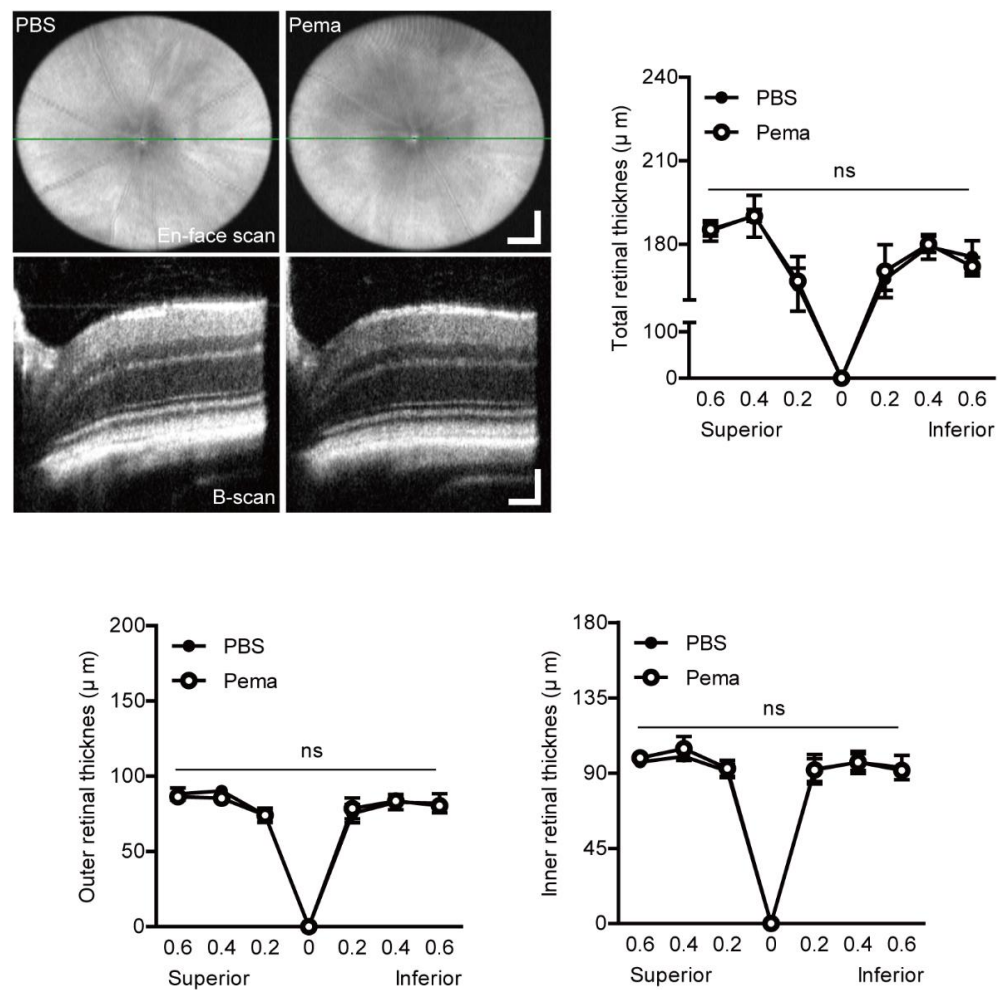 PBS
Pema
En-face scan
B-scan
Total retinal thicknes (μ m)
240
210
180
100
0
PBS
Pema
ns
0.6 0.4 0.2 0 0.2 0.4 0.6
Superior Inferior
Outer retinal thicknes (μ m)
200
150
100
50
0
PBS
Pema
ns
0.6 0.4 0.2 0 0.2 0.4 0.6
Superior Inferior
Inner retinal thicknes (μ m)
180
135
90
45
0
PBS
Pema
ns
0.6 0.4 0.2 0 0.2 0.4 0.6
Superior Inferior